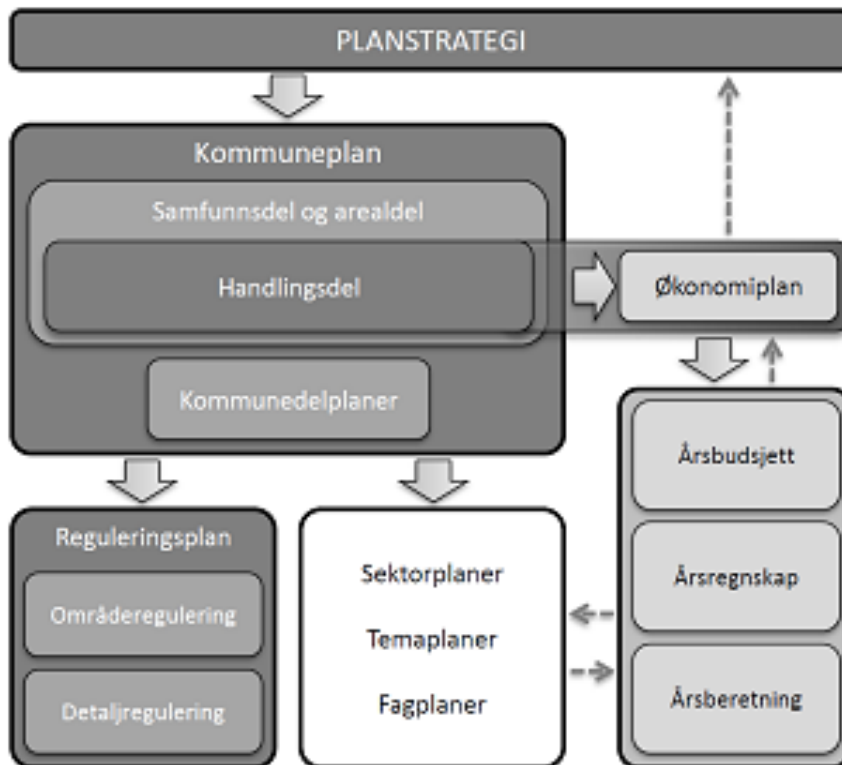 PLANSTRATEGI
Kommuneplan
Samfunnsdel og arealdel
Handlingsdel
Økonomiplan
Kommunedelplaner
Årsbudsjett
Årsregnskap
Årsberetning
Reguleringsplan
Områderegulering
Detaljregulering
Sektorplaner
Temaplaner
Fagplaner